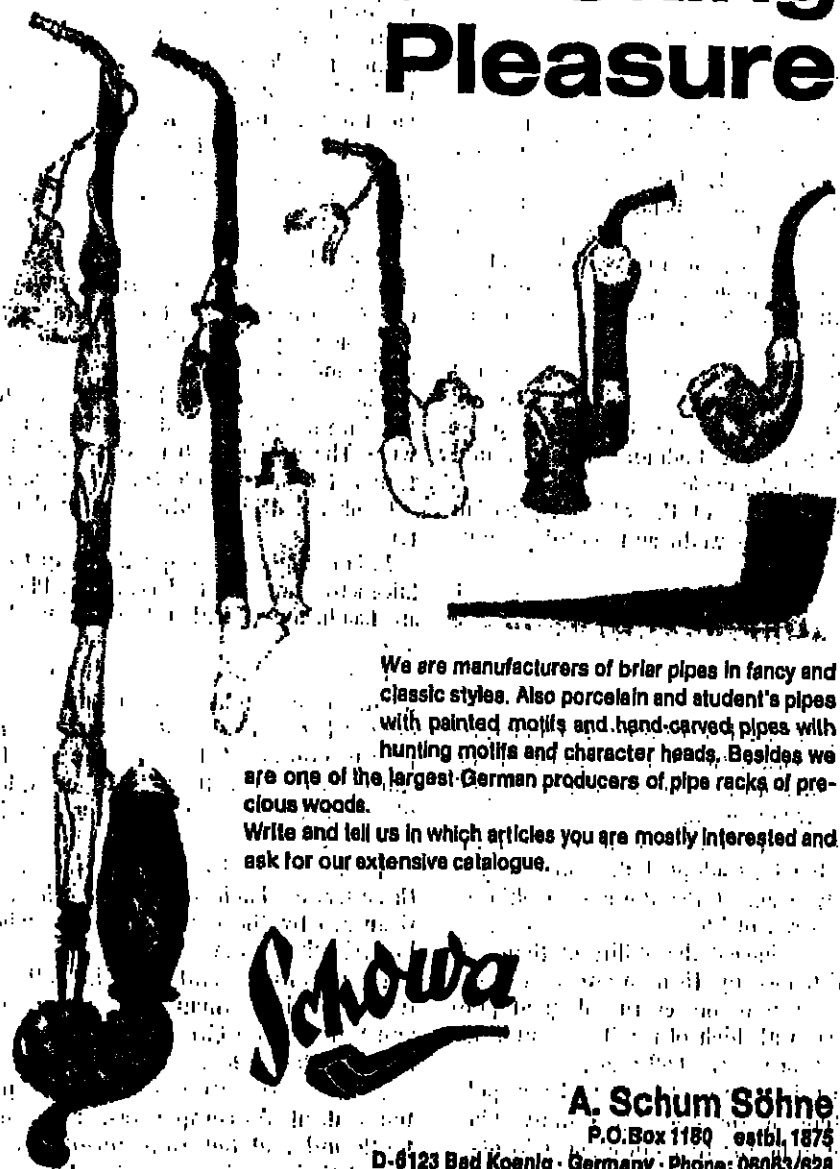 Pleasure
We are manufacturers of briar pipes in fancy and
classic styles. Also porcelain and student's pipes
with painted motifs and hand-carved pipes with
hunting motifs and character heads. Besides we
are one of the largest German producers of pipe racks of pre-
cious woods.
Write and tell us in which articles you are mostly interested and
ask for our extensive catalogue.
Schowa
A. Schum Söhne
P.O.Box 1180 estbl. 1875
D-6123 Bad Koenig · Germany · Phone: